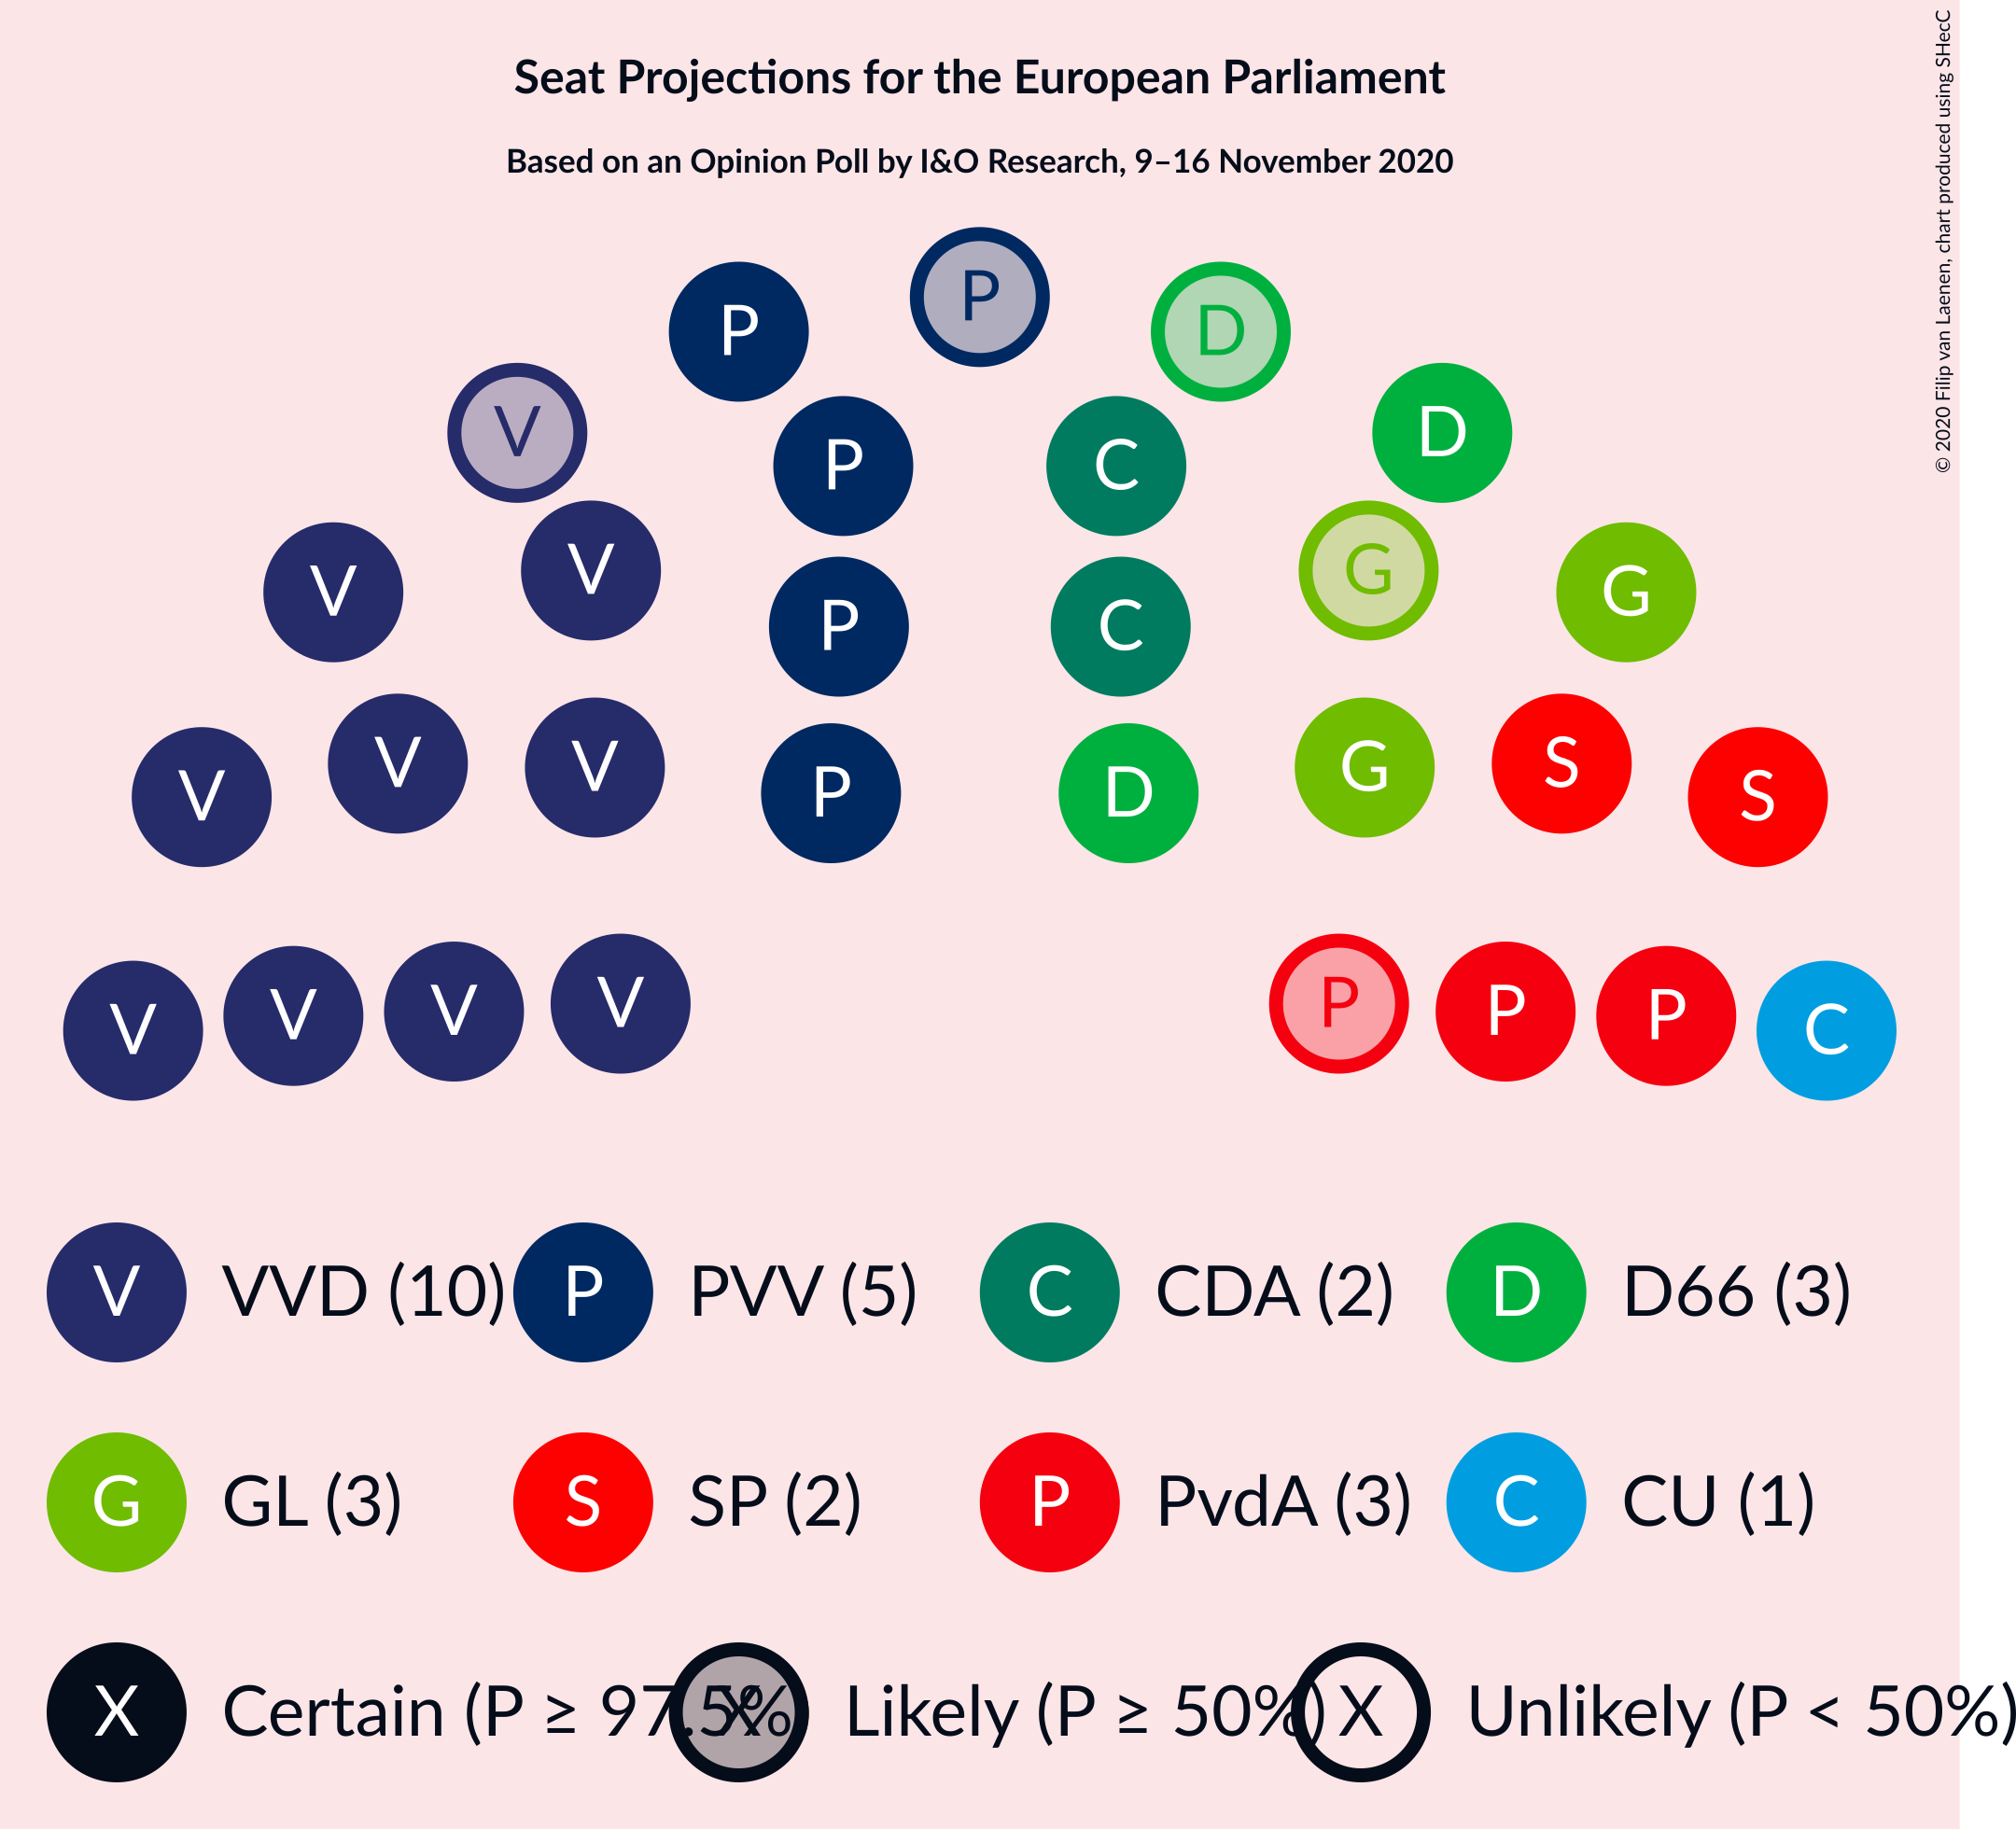 Seat Projections for the European Parliament
Based on an Opinion Poll by I&O Research, 9–16 November 2020
© 2020 Filip van Laenen, chart produced using SHecC
P
P D
V D
P C
V V G G
P C
V V V P D G S S
V V V V P P P C
V VVD (10) P PVV (5) C CDA (2) D D66 (3)
G GL (3) S SP (2) P PvdA (3) C CU (1)
X Certain (P ≥ 97.5% X Likely (P ≥ 50%) X Unlikely (P < 50%)